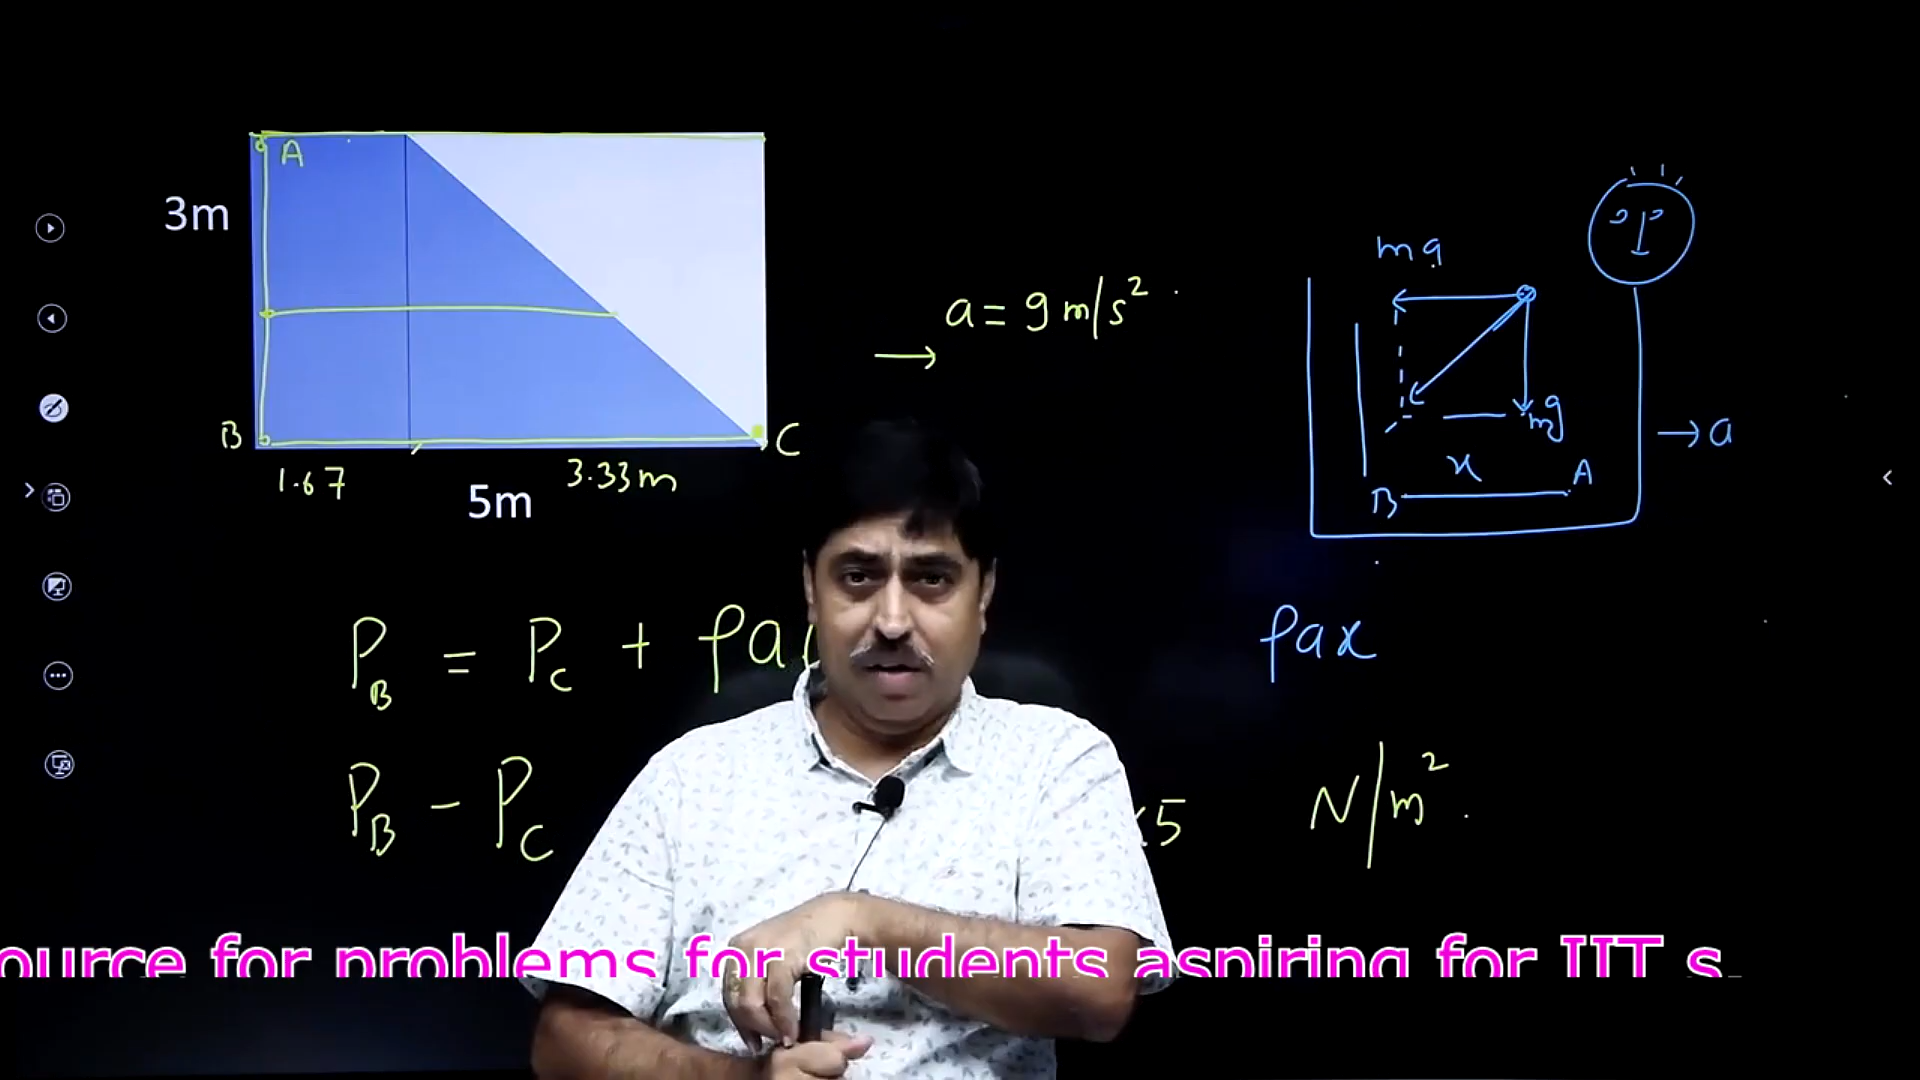 A
3m
B
C
1.67
3.33m
5m
a = 9 m/s²
ma
mg
→ a
x
B
A
P_B = P_C + ρa
ρax
P_B - P_C
×5
N/m².
ource for problems for students aspiring for IIT s